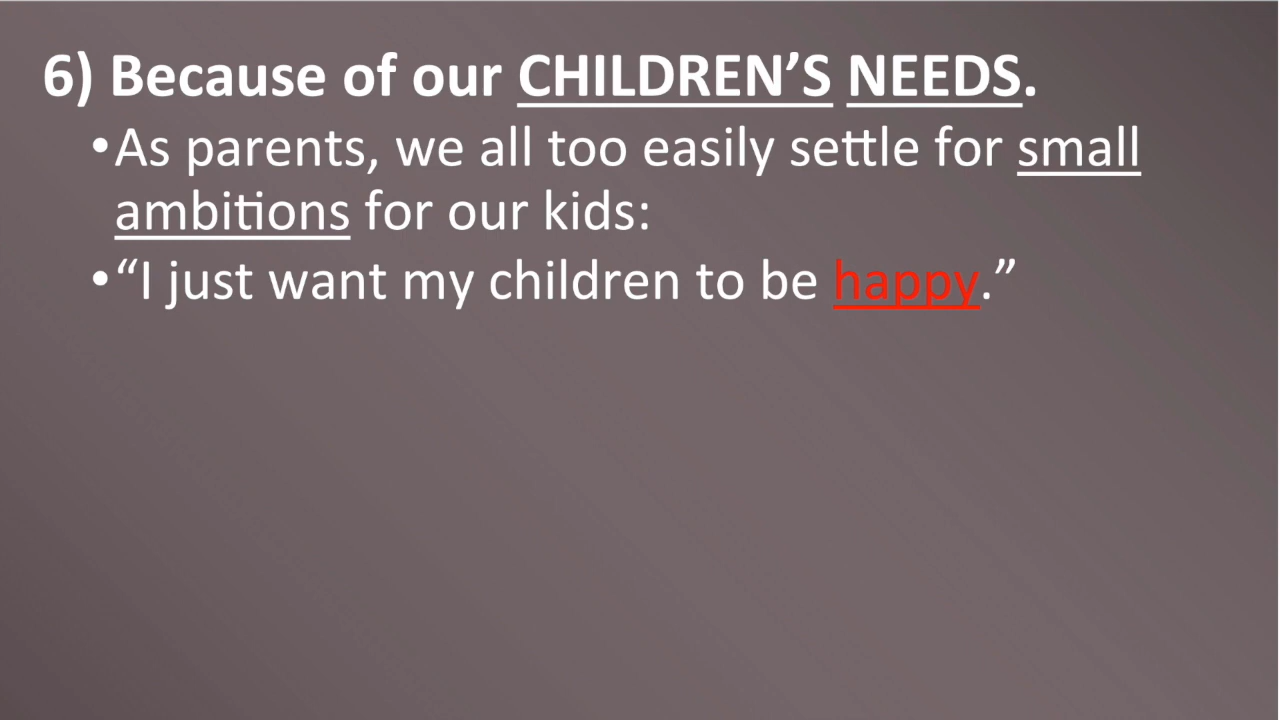 6) Because of our CHILDREN’S NEEDS.
•As parents, we all too easily settle for small
ambitions for our kids:
•“I just want my children to be happy.”